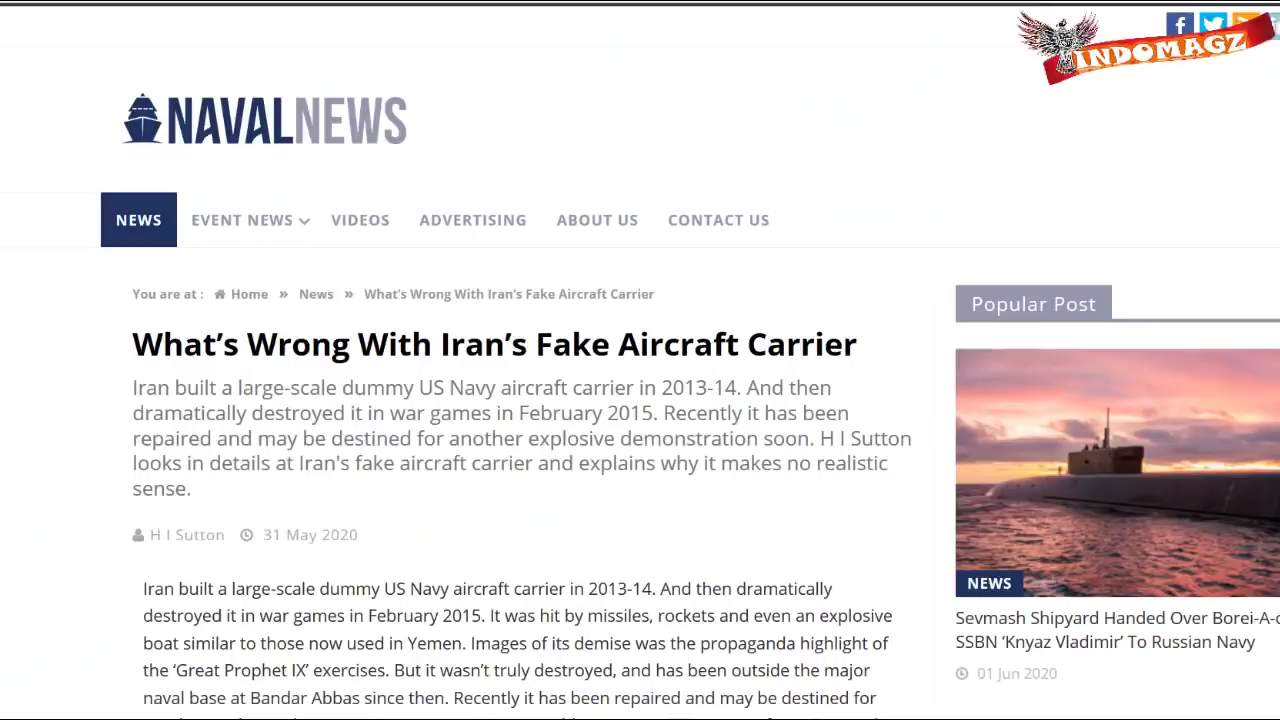 INDOMAGZ
NAVALNEWS
NEWS EVENT NEWS VIDEOS ADVERTISING ABOUT US CONTACT US
You are at : Home » News » What's Wrong With Iran's Fake Aircraft Carrier
What’s Wrong With Iran’s Fake Aircraft Carrier
Iran built a large-scale dummy US Navy aircraft carrier in 2013-14. And then
dramatically destroyed it in war games in February 2015. Recently it has been
repaired and may be destined for another explosive demonstration soon. H I Sutton
looks in details at Iran's fake aircraft carrier and explains why it makes no realistic
sense.
H I Sutton 31 May 2020
Iran built a large-scale dummy US Navy aircraft carrier in 2013-14. And then dramatically
destroyed it in war games in February 2015. It was hit by missiles, rockets and even an explosive
boat similar to those now used in Yemen. Images of its demise was the propaganda highlight of
the ‘Great Prophet IX’ exercises. But it wasn’t truly destroyed, and has been outside the major
naval base at Bandar Abbas since then. Recently it has been repaired and may be destined for
Popular Post
NEWS
Sevmash Shipyard Handed Over Borei-A-c
SSBN ‘Knyaz Vladimir’ To Russian Navy
01 Jun 2020